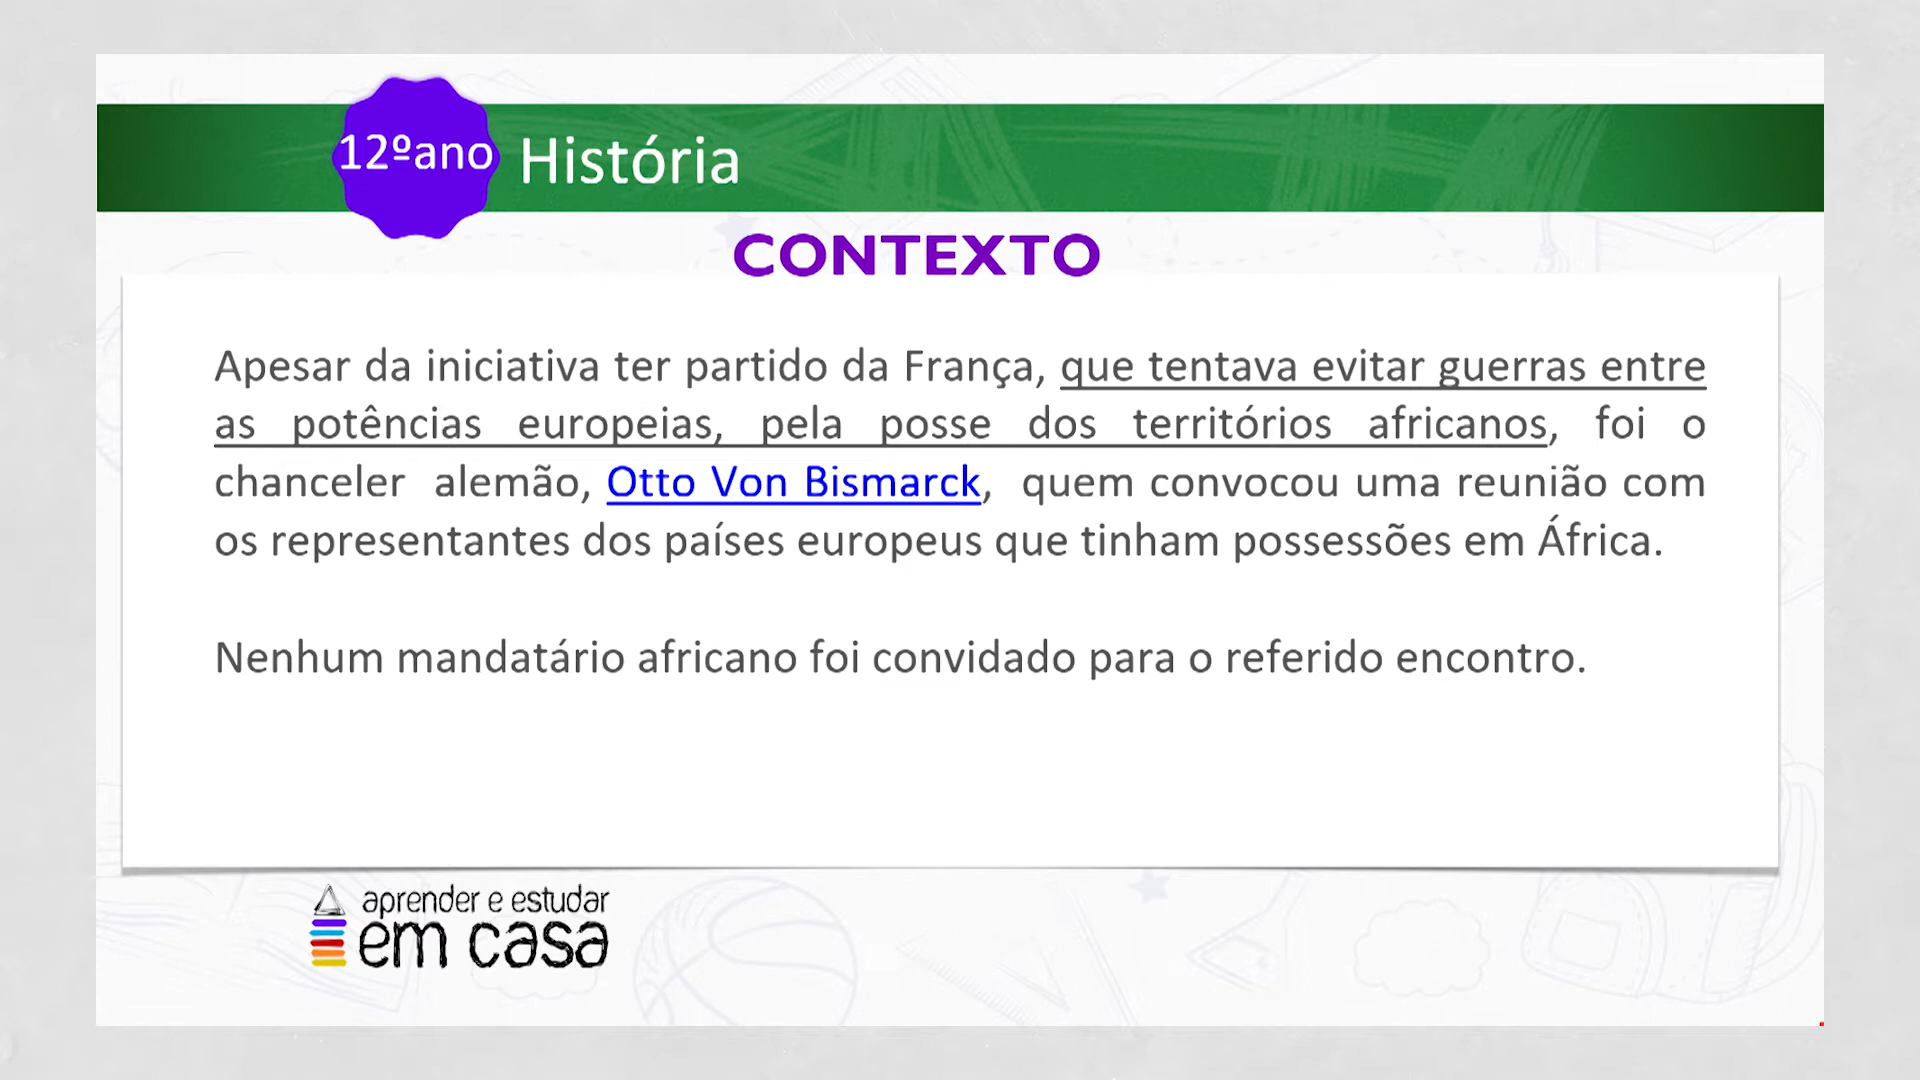 12ºano
História
CONTEXTO
Apesar da iniciativa ter partido da França, que tentava evitar guerras entre
as potências europeias, pela posse dos territórios africanos, foi o
chanceler alemão, Otto Von Bismarck, quem convocou uma reunião com
os representantes dos países europeus que tinham possessões em África.
Nenhum mandatário africano foi convidado para o referido encontro.
aprender e estudar
em casa